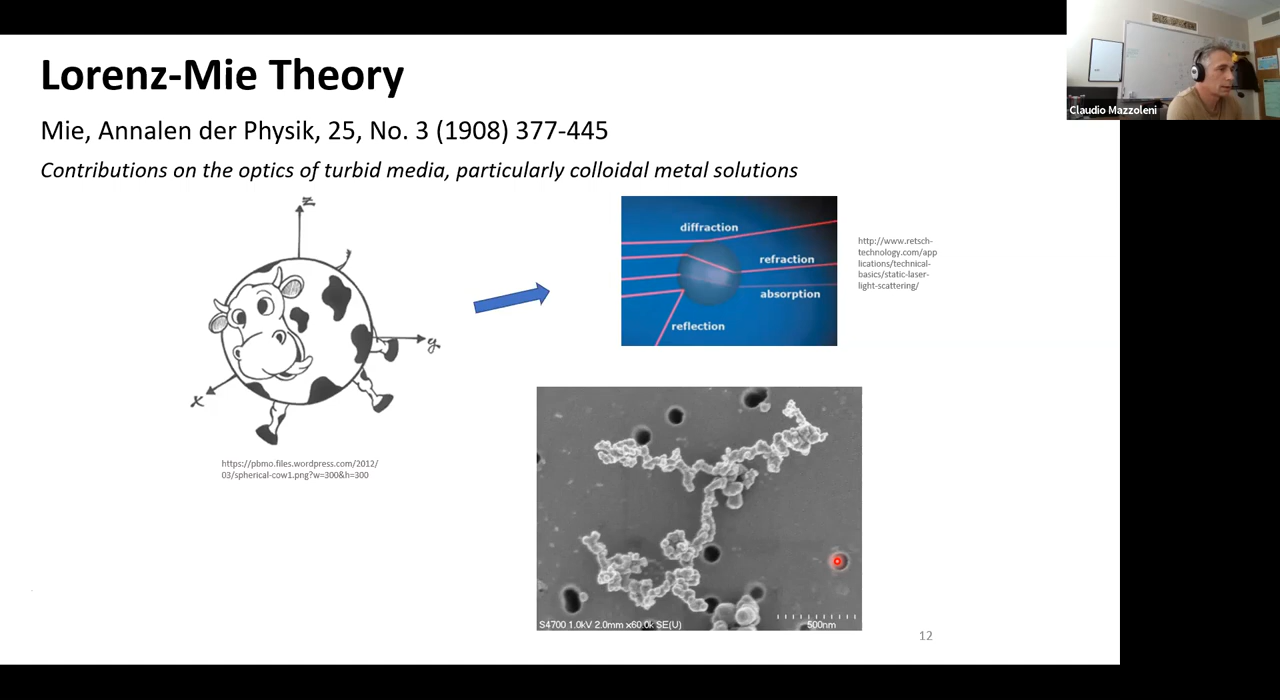 Lorenz-Mie Theory
Claudio Mazzoleni
Mie, Annalen der Physik, 25, No. 3 (1908) 377-445
Contributions on the optics of turbid media, particularly colloidal metal solutions
z
y
x
https://pbmo.files.wordpress.com/2012/
03/spherical-cow1.png?w=300&h=300
diffraction
refraction
absorption
reflection
http://www.retsch-
technology.com/app
lications/technical-
basics/static-laser-
light-scattering/
S4700 1.0kV 2.0mm x60.0k SE(U)
500nm
12